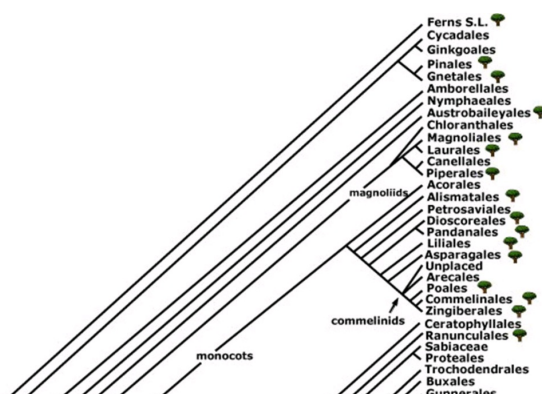 Ferns S.L.
Cycadales
Ginkgoales
Pinales
Gnetales
Amborellales
Nymphaeales
Austrobaileyales
Chloranthales
Magnoliales
Laurales
Canellales
Piperales
magnoliids
Acorales
Alismatales
Petrosaviales
Dioscoreales
Pandanales
Liliales
Asparagales
Unplaced
Arecales
Poales
Commelinales
Zingiberales
commelinids
Ceratophyllales
Ranunculales
Sabiaceae
monocots
Proteales
Trochodendrales
Buxales
Gunnerales